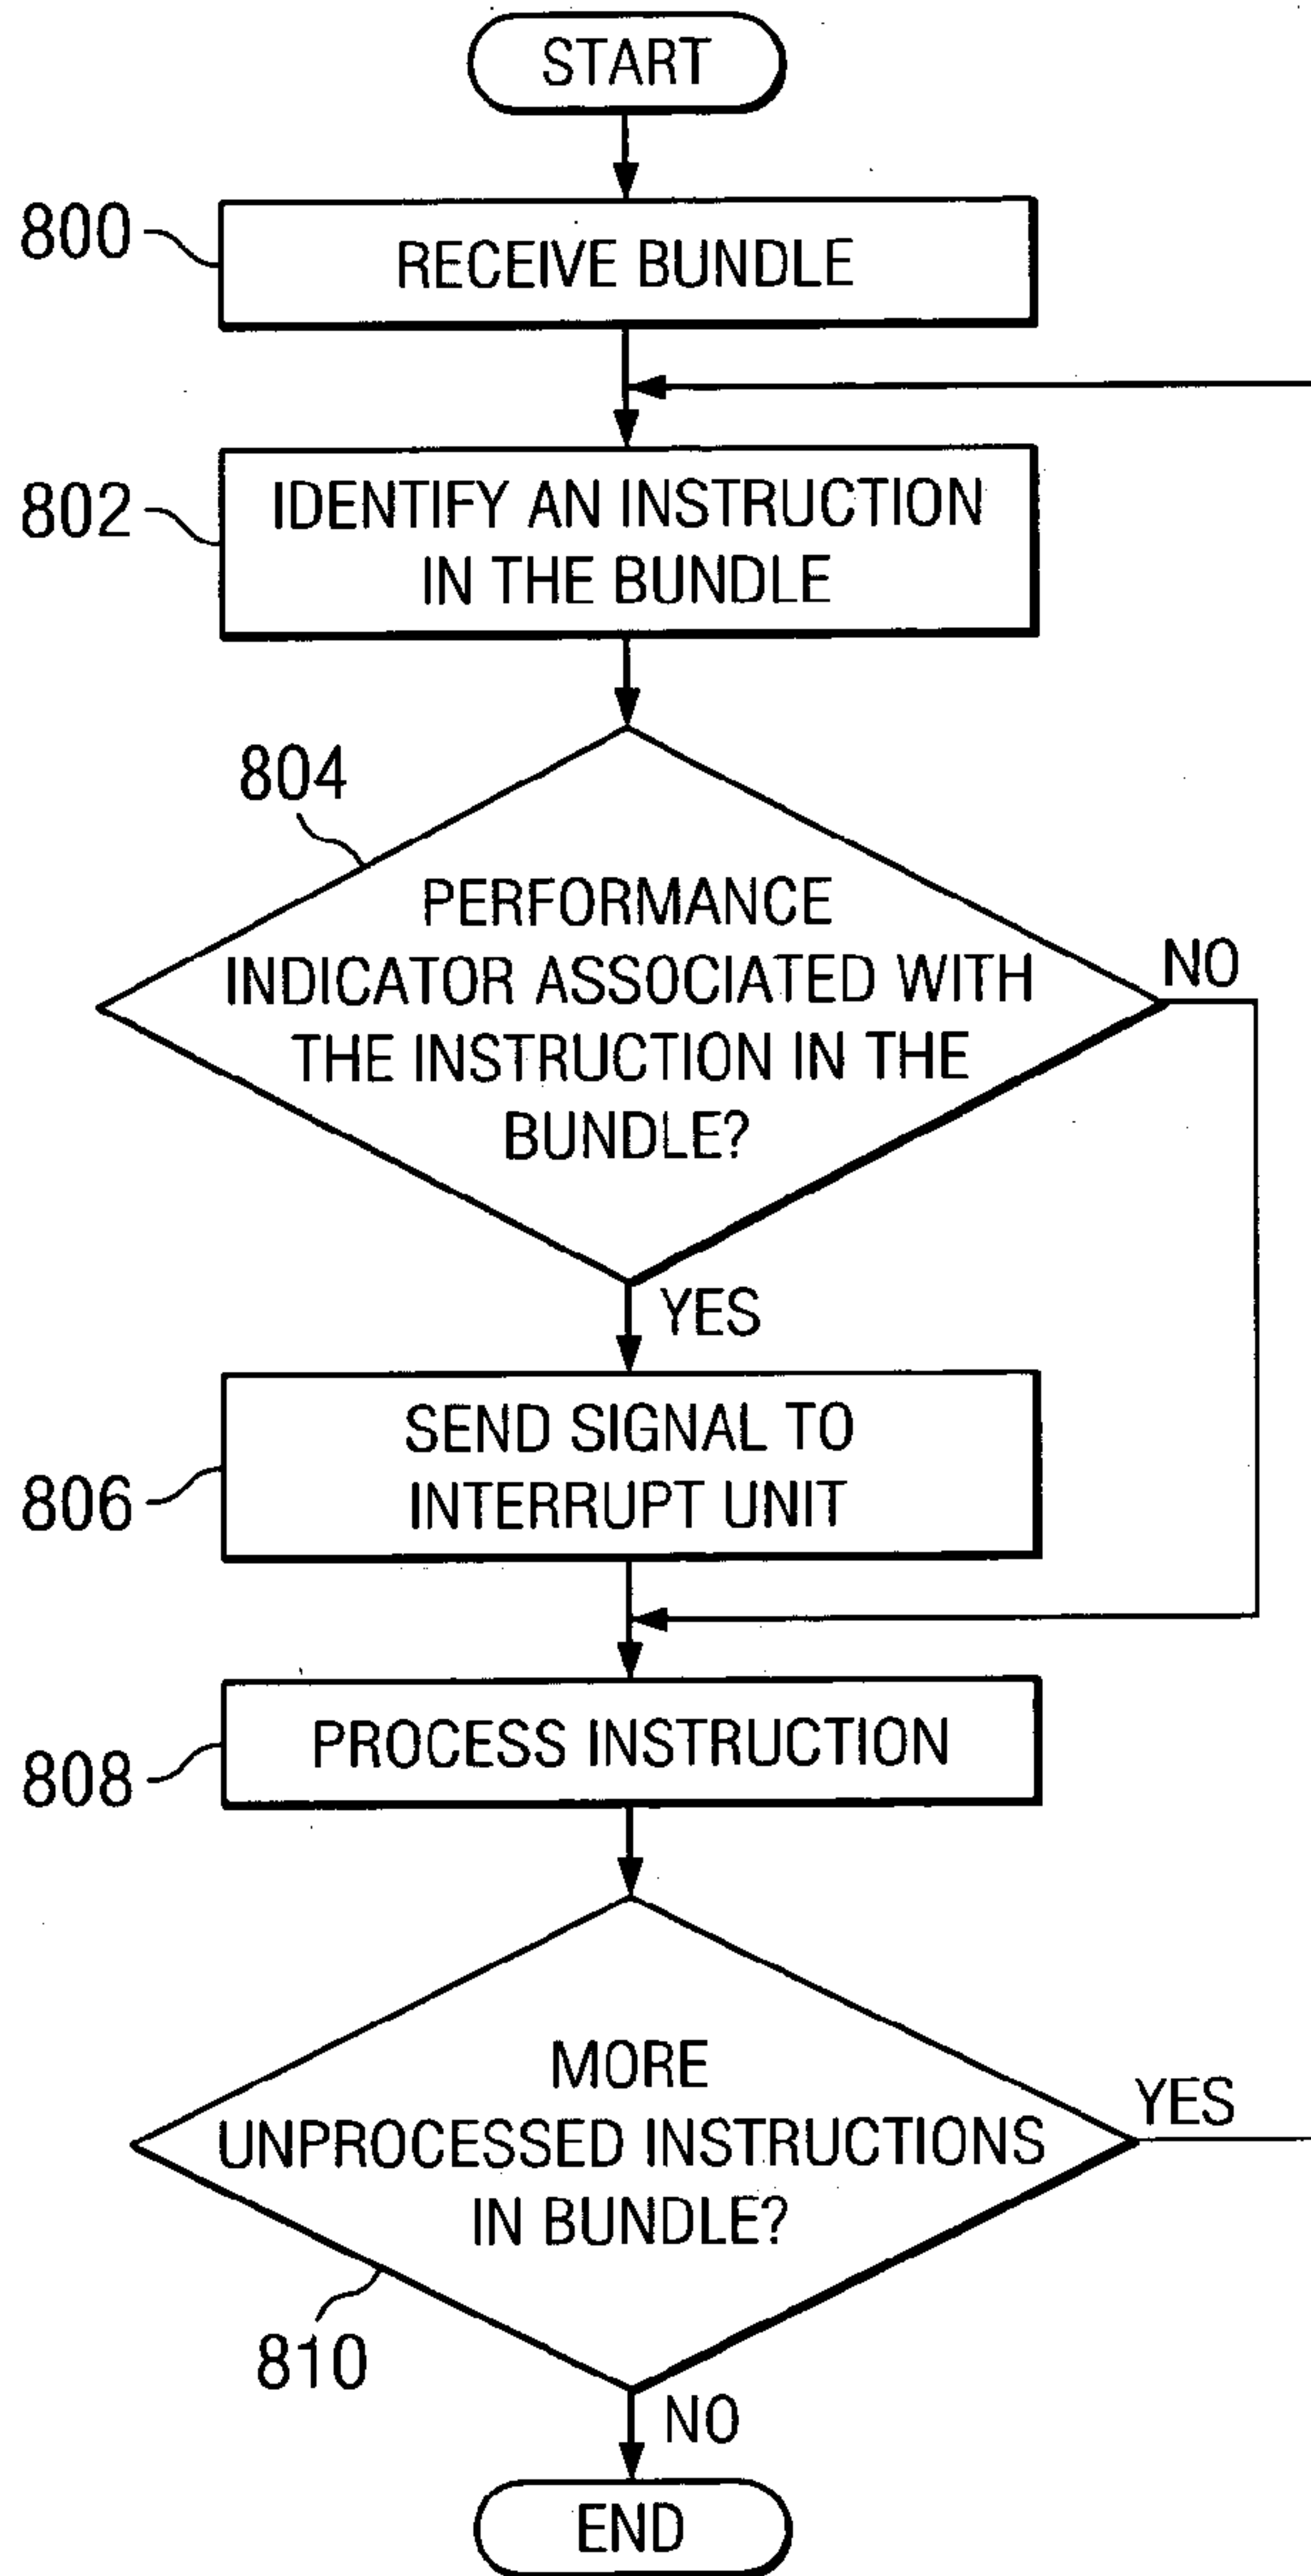 START
800
RECEIVE BUNDLE
802
IDENTIFY AN INSTRUCTION
IN THE BUNDLE
804
PERFORMANCE
INDICATOR ASSOCIATED WITH
THE INSTRUCTION IN THE
BUNDLE?
NO
YES
806
SEND SIGNAL TO
INTERRUPT UNIT
808
PROCESS INSTRUCTION
MORE
UNPROCESSED INSTRUCTIONS
IN BUNDLE?
YES
810
NO
END